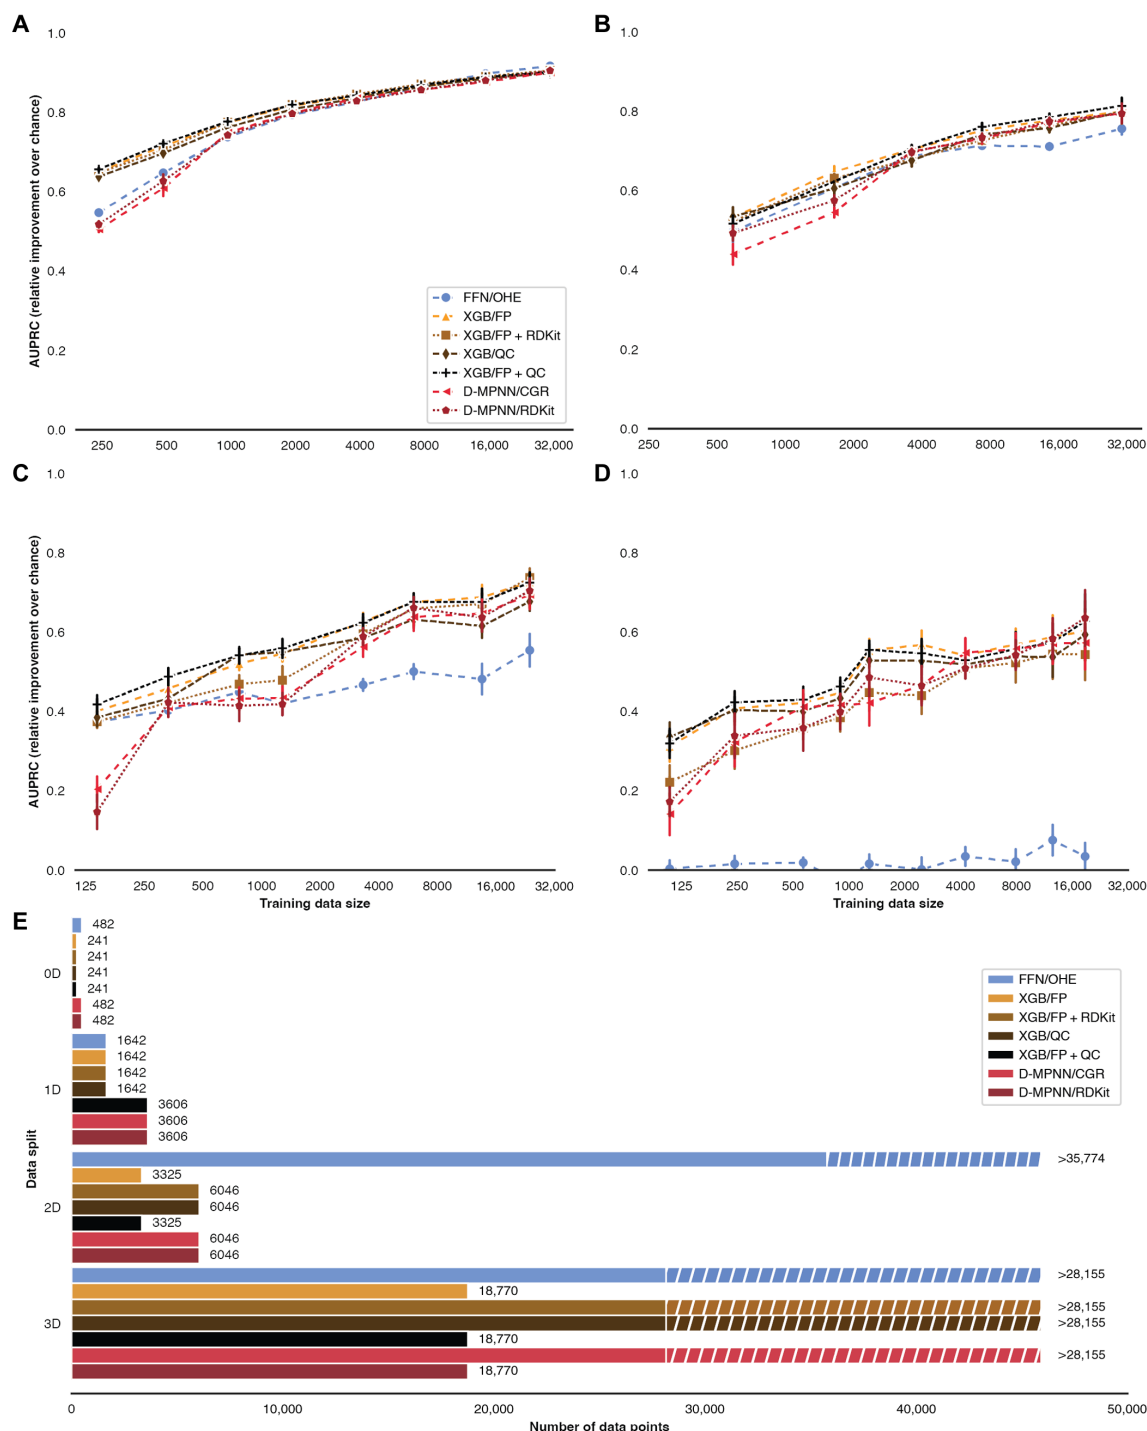 A
B
1.0
0.8
0.6
0.4
0.2
0.0
AUPRC (relative improvement over chance)
250 500 1000 2000 4000 8000 16,000 32,000
FFN/OHE
XGB/FP
XGB/FP + RDKit
XGB/QC
XGB/FP + QC
D-MPNN/CGR
D-MPNN/RDKit
1.0
0.8
0.6
0.4
0.2
0.0
250 500 1000 2000 4000 8000 16,000 32,000
C
D
1.0
0.8
0.6
0.4
0.2
0.0
AUPRC (relative improvement over chance)
125 250 500 1000 2000 4000 8000 16,000 32,000
Training data size
1.0
0.8
0.6
0.4
0.2
0.0
125 250 500 1000 2000 4000 8000 16,000 32,000
Training data size
E
Data split
0D
482
241
241
241
241
482
482
1D
1642
1642
1642
1642
3606
3606
3606
2D
>35,774
3325
6046
6046
3325
6046
6046
3D
>28,155
18,770
>28,155
>28,155
18,770
>28,155
18,770
FFN/OHE
XGB/FP
XGB/FP + RDKit
XGB/QC
XGB/FP + QC
D-MPNN/CGR
D-MPNN/RDKit
0 10,000 20,000 30,000 40,000 50,000
Number of data points